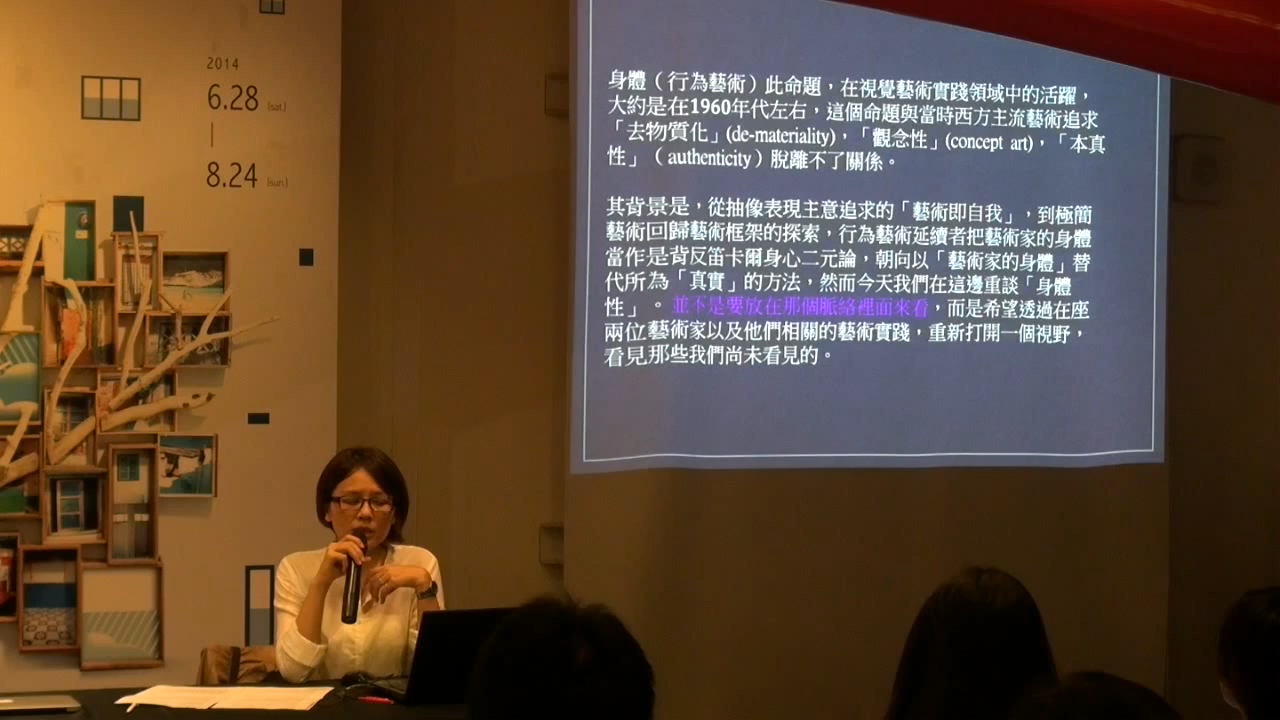 2014
6.28 (sat.)
8.24 (sun.)
身體（行為藝術）此命題，在視覺藝術實踐領域中的活躍，
大約是在1960年代左右，這個命題與當時西方主流藝術追求
「去物質化」(de-materiality)，「觀念性」(concept art)，「本真
性」（authenticity）脫離不了關係。
其背景是，從抽像表現主意追求的「藝術即自我」，到極簡
藝術回歸藝術框架的探索，行為藝術延續者把藝術家的身體
當作是背反笛卡爾身心二元論，朝向以「藝術家的身體」替
代所為「真實」的方法，然而今天我們在這邊重談「身體
性」。並不是要放在那個脈絡裡面來看，而是希望透過在座
兩位藝術家以及他們相關的藝術實踐，重新打開一個視野，
看見那些我們尚未看見的。